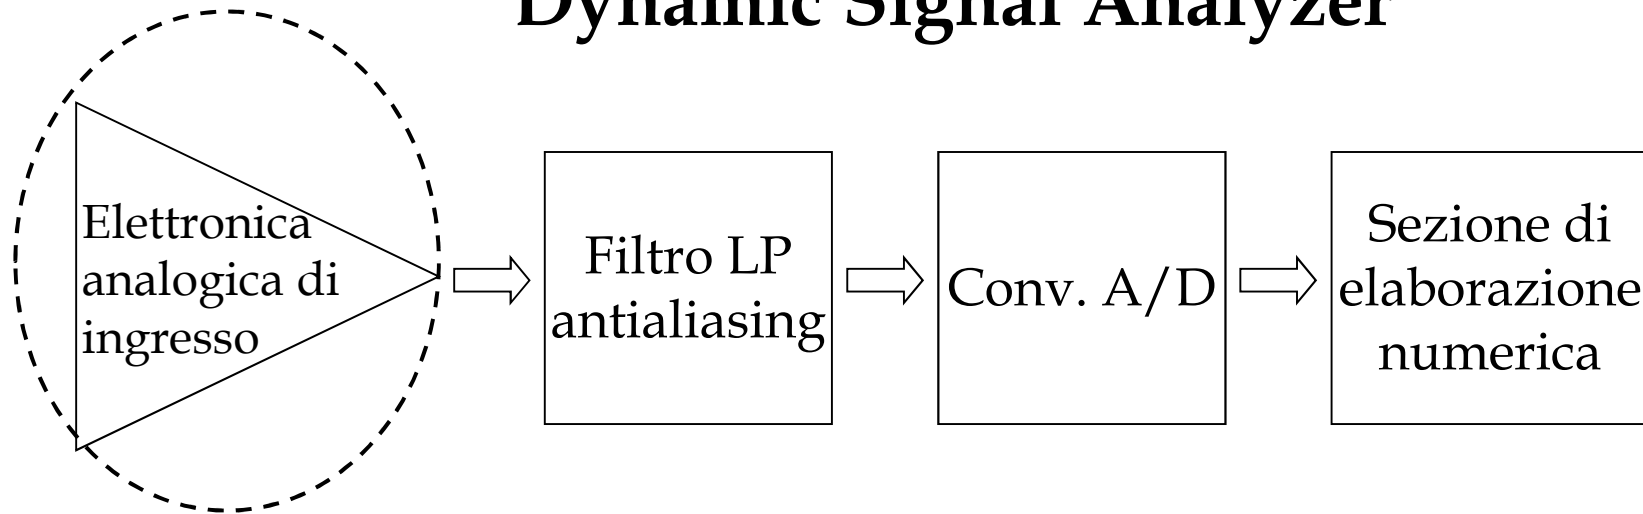 Dynamic Signal Analyzer
Elettronica
analogica di
ingresso
Filtro LP
antialiasing
Conv. A/D
Sezione di
elaborazione
numerica